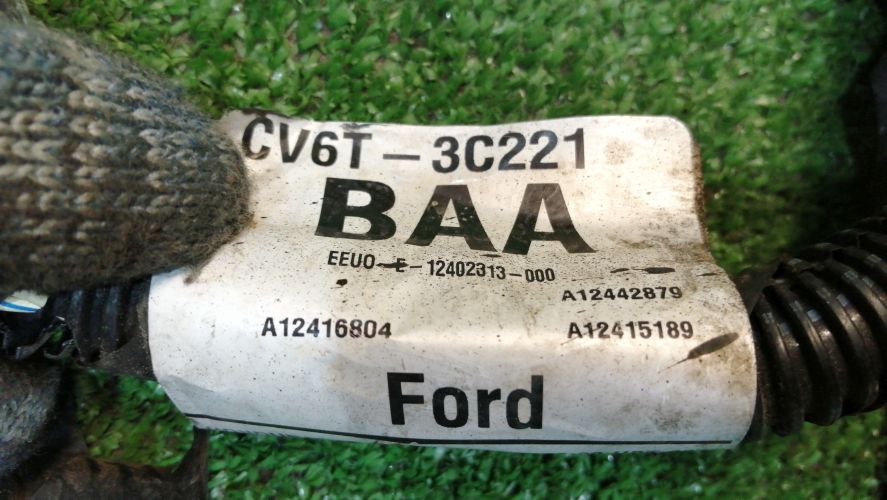 CV6T-3C221
BAA
EEUO-E-12402313-000
A12442879
A12416804 A12415189
Ford